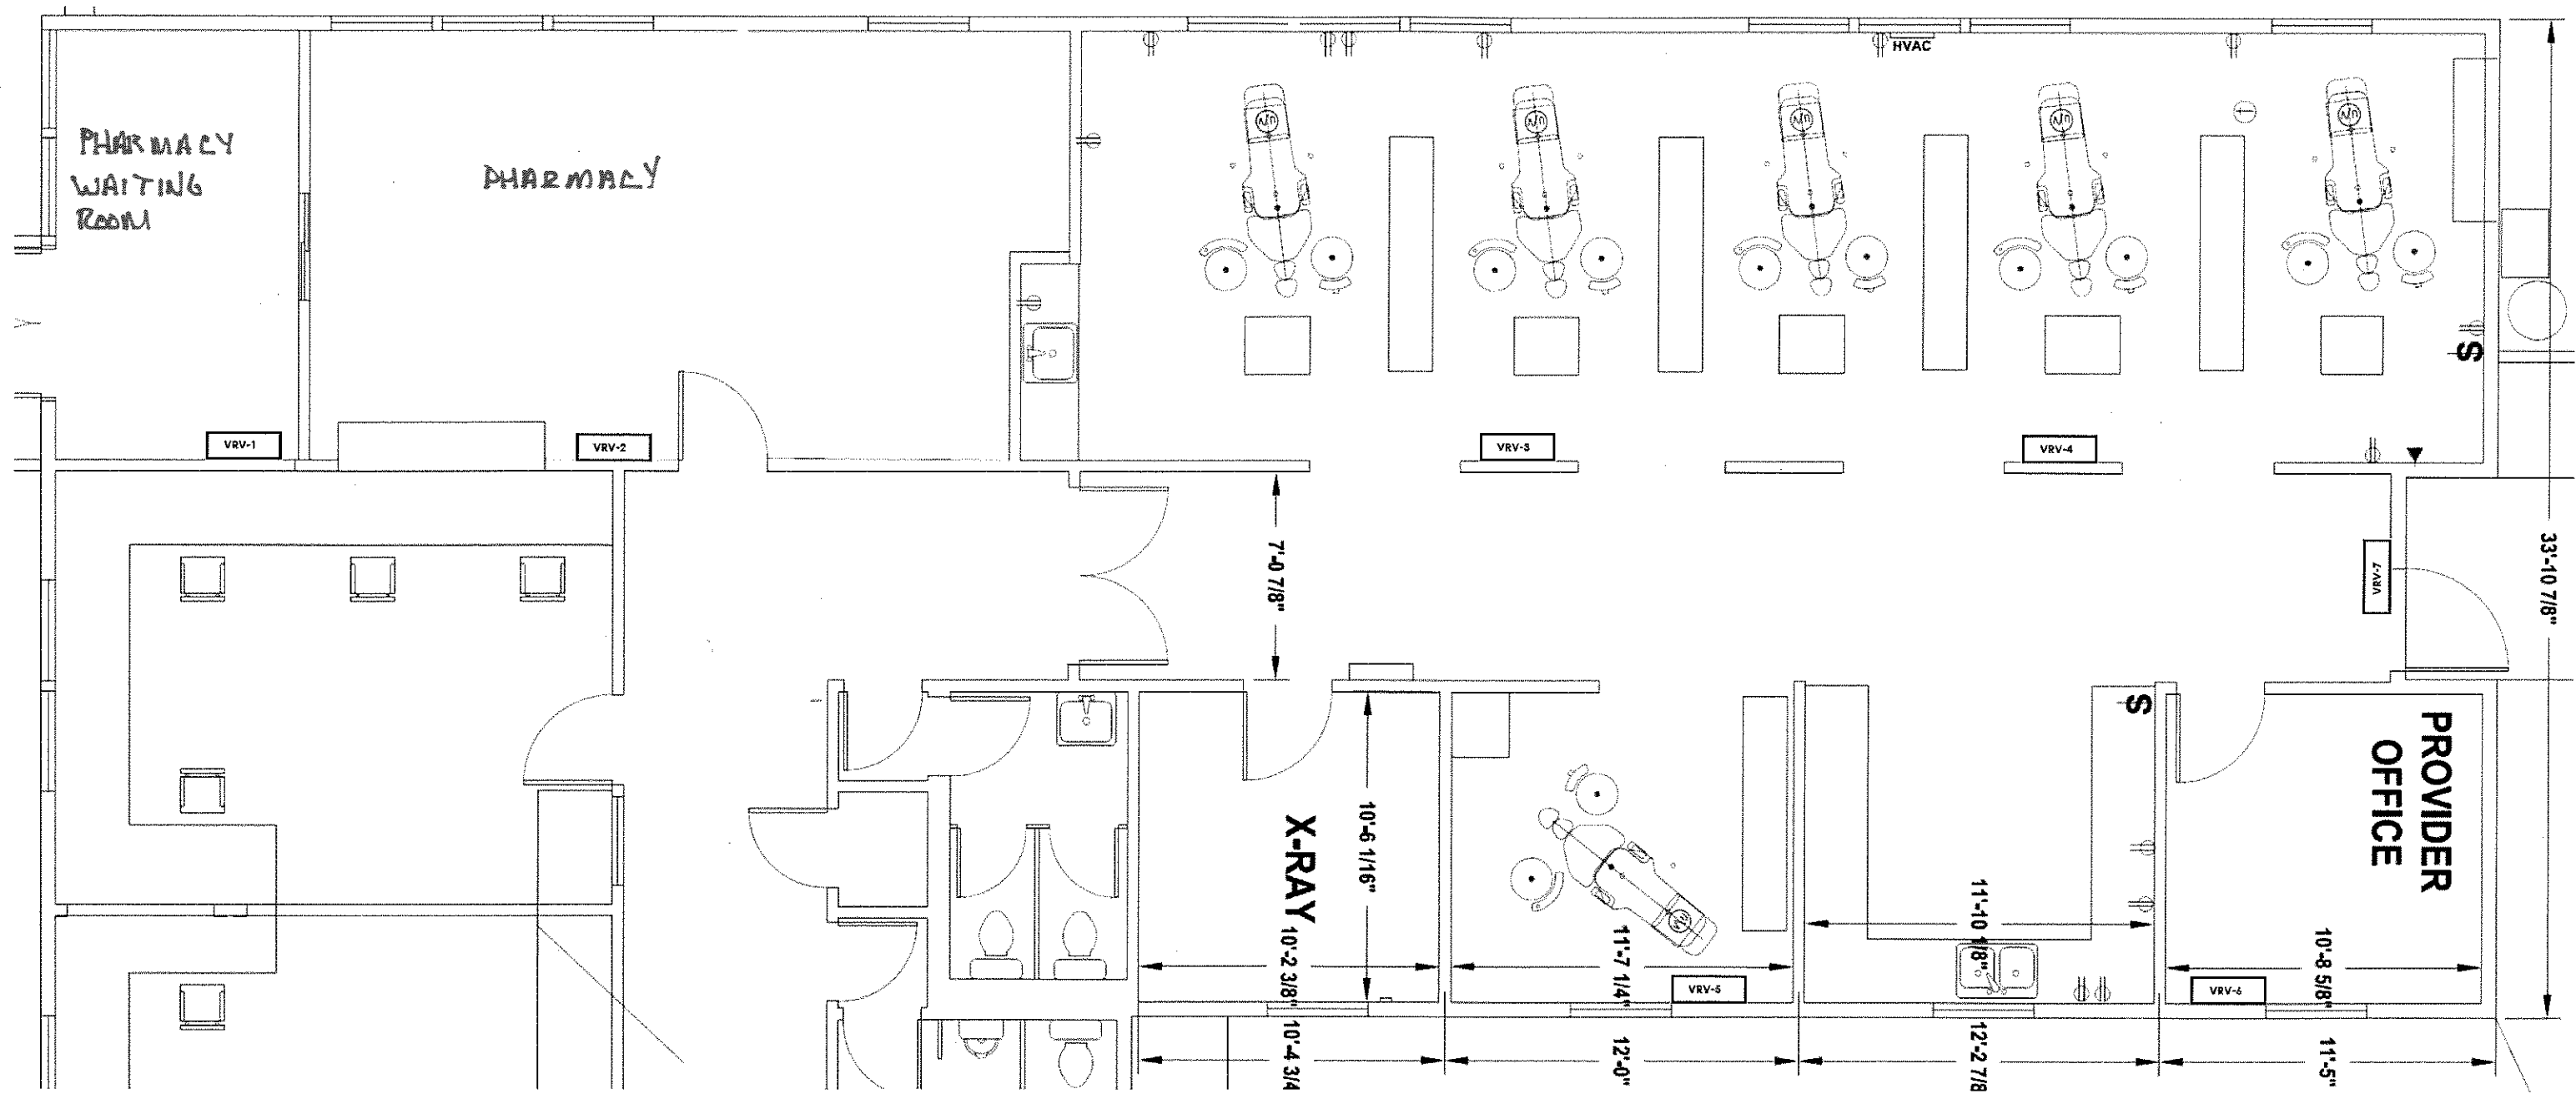 HVAC
PHARMACY
WAITING
ROOM
PHARMACY
VRV-1
VRV-2
VRV-3
VRV-4
S
7'-0 7/8"
VRV-7
33'-10 7/8"
S
PROVIDER
OFFICE
X-RAY
10'-6 1/16"
10'-2 3/8"
11'-7 1/4"
VRV-5
11'-10 1/8"
VRV-6
10'-8 5/8"
10'-4 3/4
12'-0"
12'-2 7/8
11'-5"